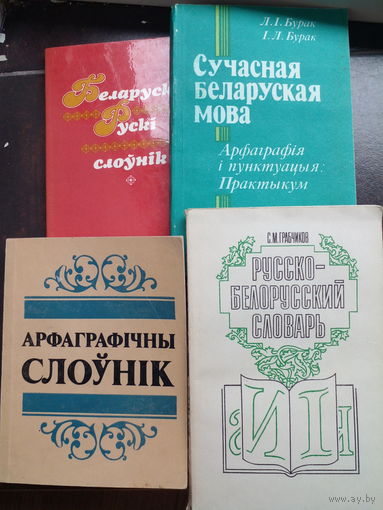 Беларуск
Рускі
слоўнік
Л.І. Бурак
І.Л. Бурак
Сучасная
беларуская
мова
Арфаграфія
і пунктуацыя:
Практыкум
АРФАГРАФІЧНЫ
СЛОЎНІК
С.М. ГРАБЧИКОВ
РУССКО-
БЕЛОРУССКИЙ
СЛОВАРЬ
www.ay.by